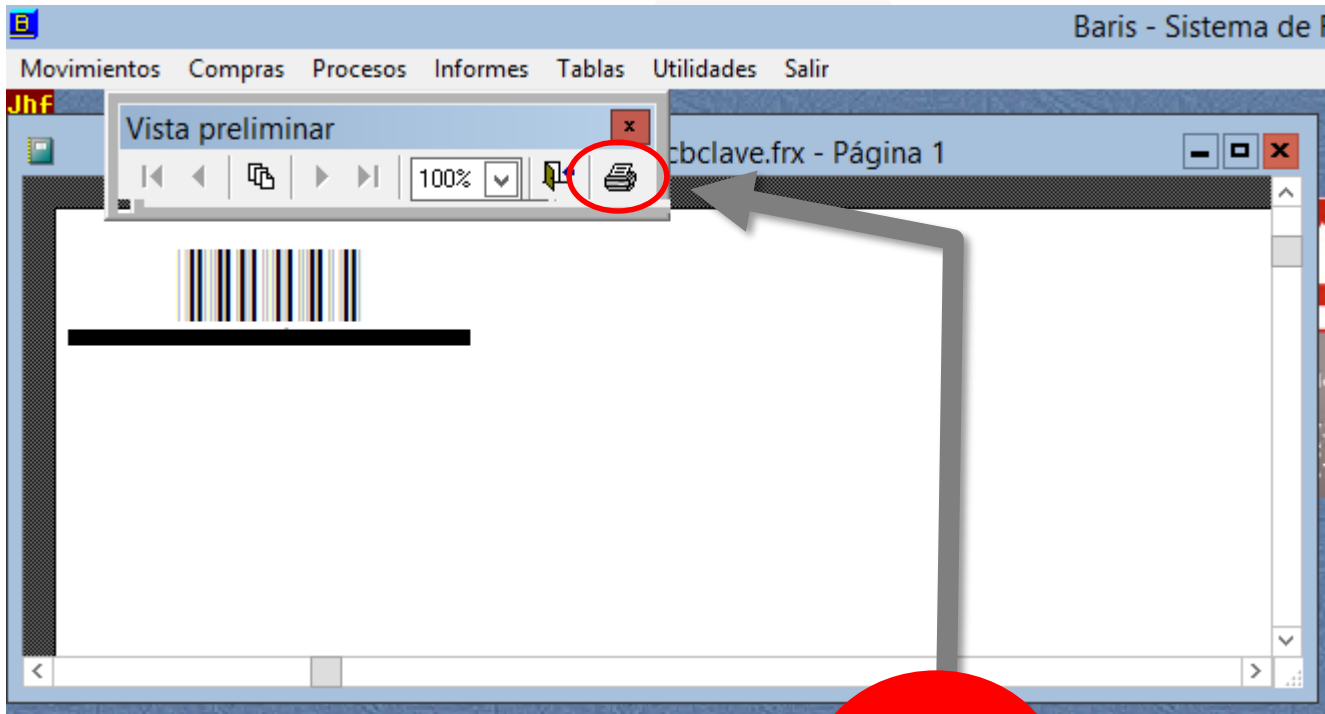 B
Baris - Sistema de
Movimientos Compras Procesos Informes Tablas Utilidades Salir
Jhf
Vista preliminar
cbclave.frx - Página 1
100%